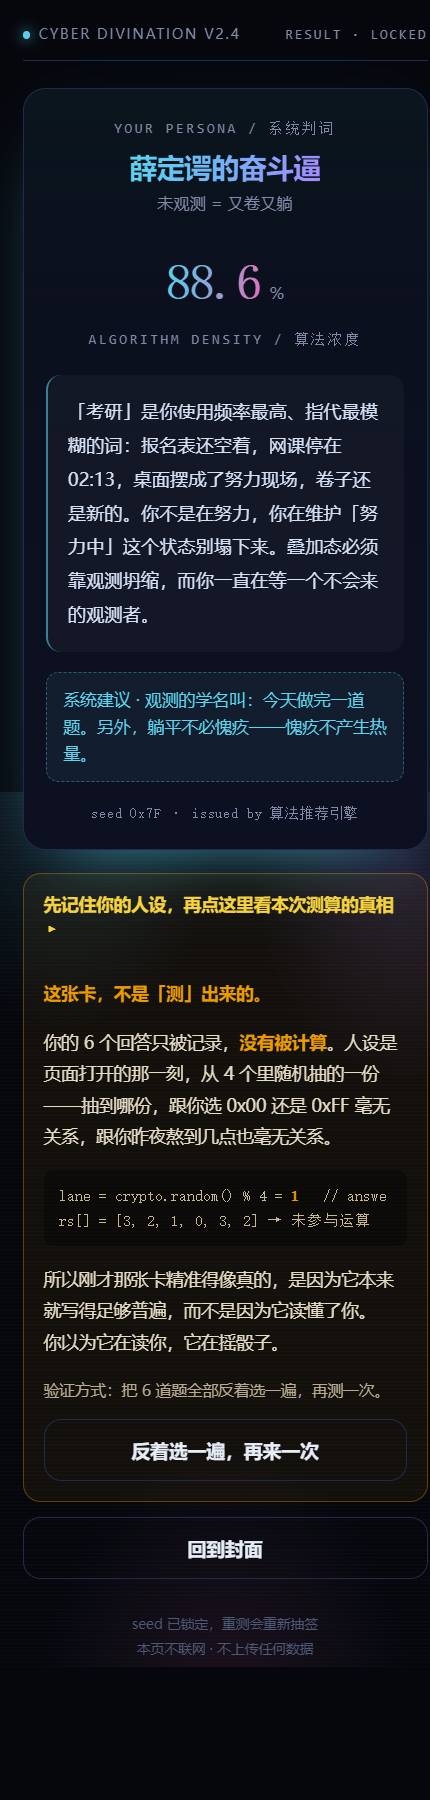 CYBER DIVINATION V2.4
RESULT · LOCKED
YOUR PERSONA / 系统判词
薛定谔的奋斗逼
未观测 = 又卷又躺
88.6 %
ALGORITHM DENSITY / 算法浓度
「考研」是你使用频率最高、指代最模
糊的词：报名表还空着，网课停在
02:13，桌面摆成了努力现场，卷子还
是新的。你不是在努力，你在维护「努
力中」这个状态别塌下来。叠加态必须
靠观测坍缩，而你一直在等一个不会来
的观测者。
系统建议 · 观测的学名叫：今天做完一道
题。另外，躺平不必愧疚——愧疚不产生热
量。
seed 0x7F · issued by 算法推荐引擎
先记住你的人设，再点这里看本次测算的真相
▸
这张卡，不是「测」出来的。
你的 6 个回答只被记录，没有被计算。人设是
页面打开的那一刻，从 4 个里随机抽的一份
——抽到哪份，跟你选 0x00 还是 0xFF 毫无
关系，跟你昨夜熬到几点也毫无关系。
lane = crypto.random() % 4 = 1 // answe
rs[] = [3, 2, 1, 0, 3, 2] → 未参与运算
所以刚才那张卡精准得像真的，是因为它本来
就写得足够普遍，而不是因为它读懂了你。
你以为它在读你，它在摇骰子。
验证方式：把 6 道题全部反着选一遍，再测一次。
反着选一遍，再来一次
回到封面
seed 已锁定，重测会重新抽签
本页不联网 · 不上传任何数据